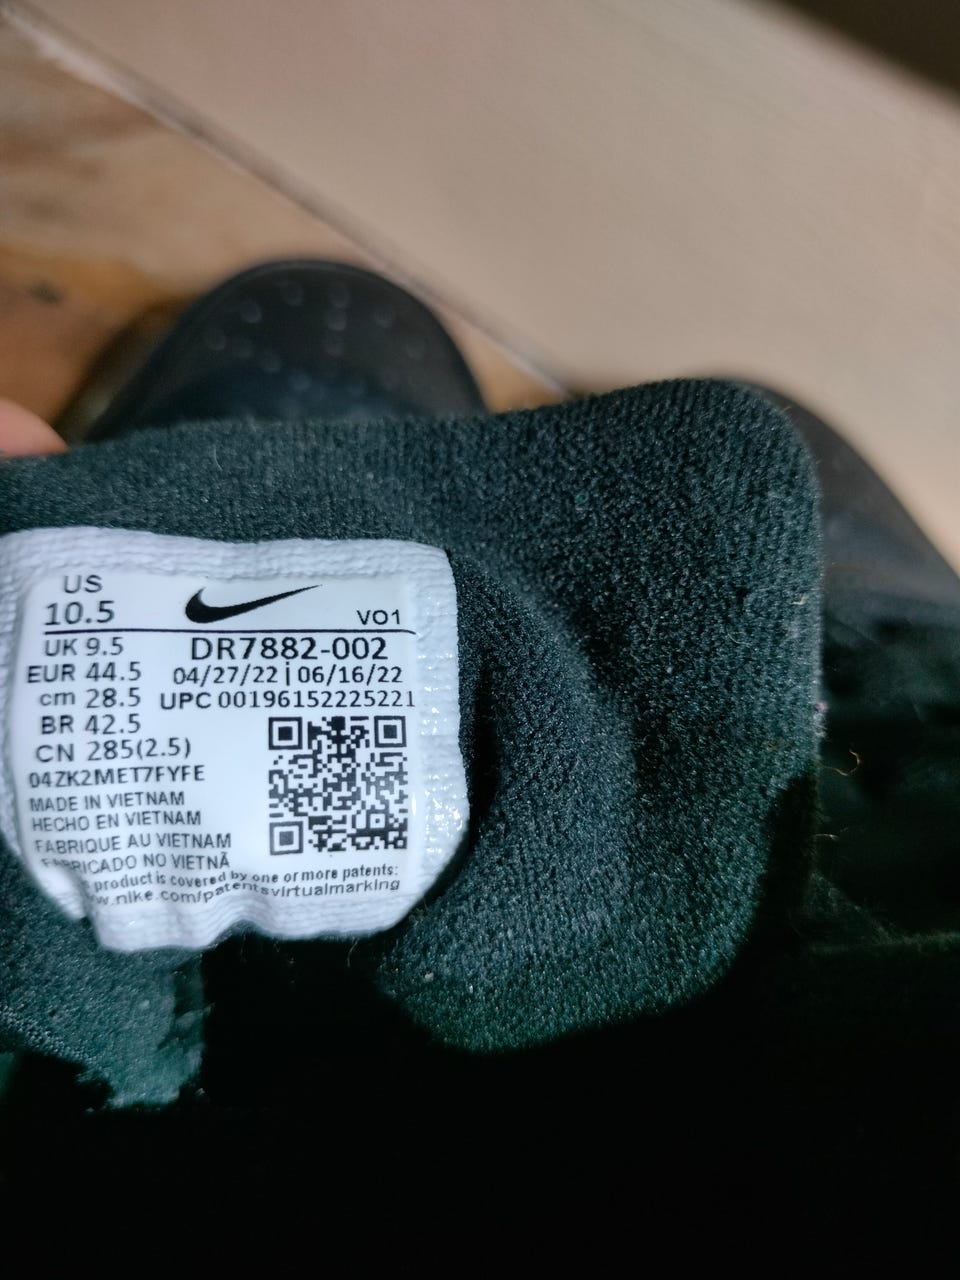 US
10.5
VO1
UK 9.5
DR7882-002
EUR 44.5
04/27/22 | 06/16/22
cm 28.5
UPC 00196152225221
BR 42.5
CN 285(2.5)
04ZK2MET7FYFE
MADE IN VIETNAM
HECHO EN VIETNAM
FABRIQUE AU VIETNAM
FABRICADO NO VIETNÃ
product is covered by one or more patents:
.nike.com/patentsvirtualmarking